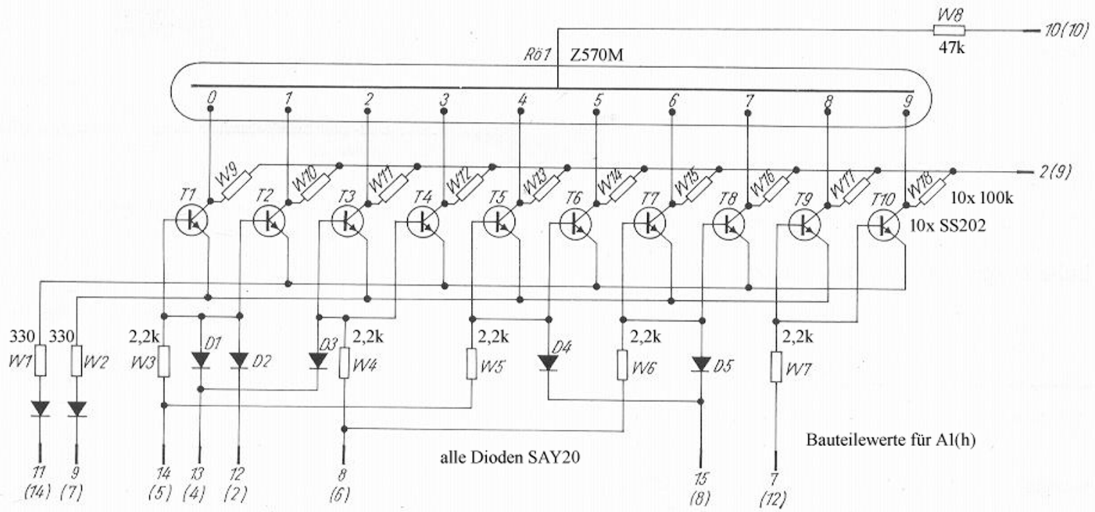 W8
10(10)
47k
Rö1 Z570M
0 1 2 3 4 5 6 7 8 9
W9 W10 W11 W12 W13 W14 W15 W16 W17 W18
2(9)
T1 T2 T3 T4 T5 T6 T7 T8 T9 T10
10x 100k
10x SS202
330 330 2,2k D1 D3 2,2k 2,2k D4 2,2k D5 2,2k
W1 W2 W3 D2 W4 W5 W6 W7
Bauteilewerte für A1(h)
alle Dioden SAY20
11 9 14 13 12 8 15 7
(14) (7) (5) (4) (2) (6) (8) (12)